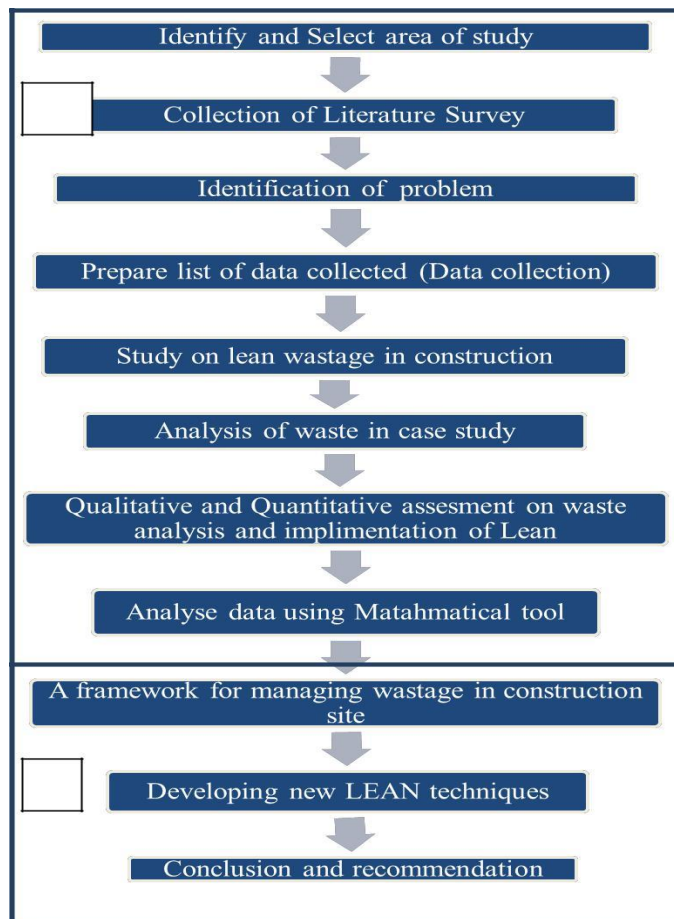 Identify and Select area of study
Collection of Literature Survey
Identification of problem
Prepare list of data collected (Data collection)
Study on lean wastage in construction
Analysis of waste in case study
Qualitative and Quantitative assesment on waste
analysis and implimentation of Lean
Analyse data using Matahmatical tool
A framework for managing wastage in construction
site
Developing new LEAN techniques
Conclusion and recommendation